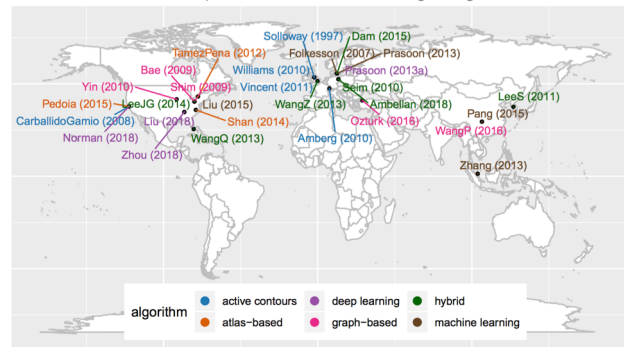 Solloway (1997) Dam (2015)
TamezPena (2012) Folkesson (2007) Prasoon (2013)
Bae (2009) Williams (2010) Prasoon (2013a)
Yin (2010) Shim (2009) Vincent (2011) Seim (2010)
Pedoia (2015) LeeJG (2014) Liu (2015) WangZ (2013) Ambellan (2018) LeeS (2011)
CarballidoGamio (2008) Liu (2018) Shan (2014) Ozturk (2016) Pang (2015)
Norman (2018) WangQ (2013) Amberg (2010) WangP (2016)
Zhou (2018) Zhang (2013)
algorithm
active contours deep learning hybrid
atlas-based graph-based machine learning